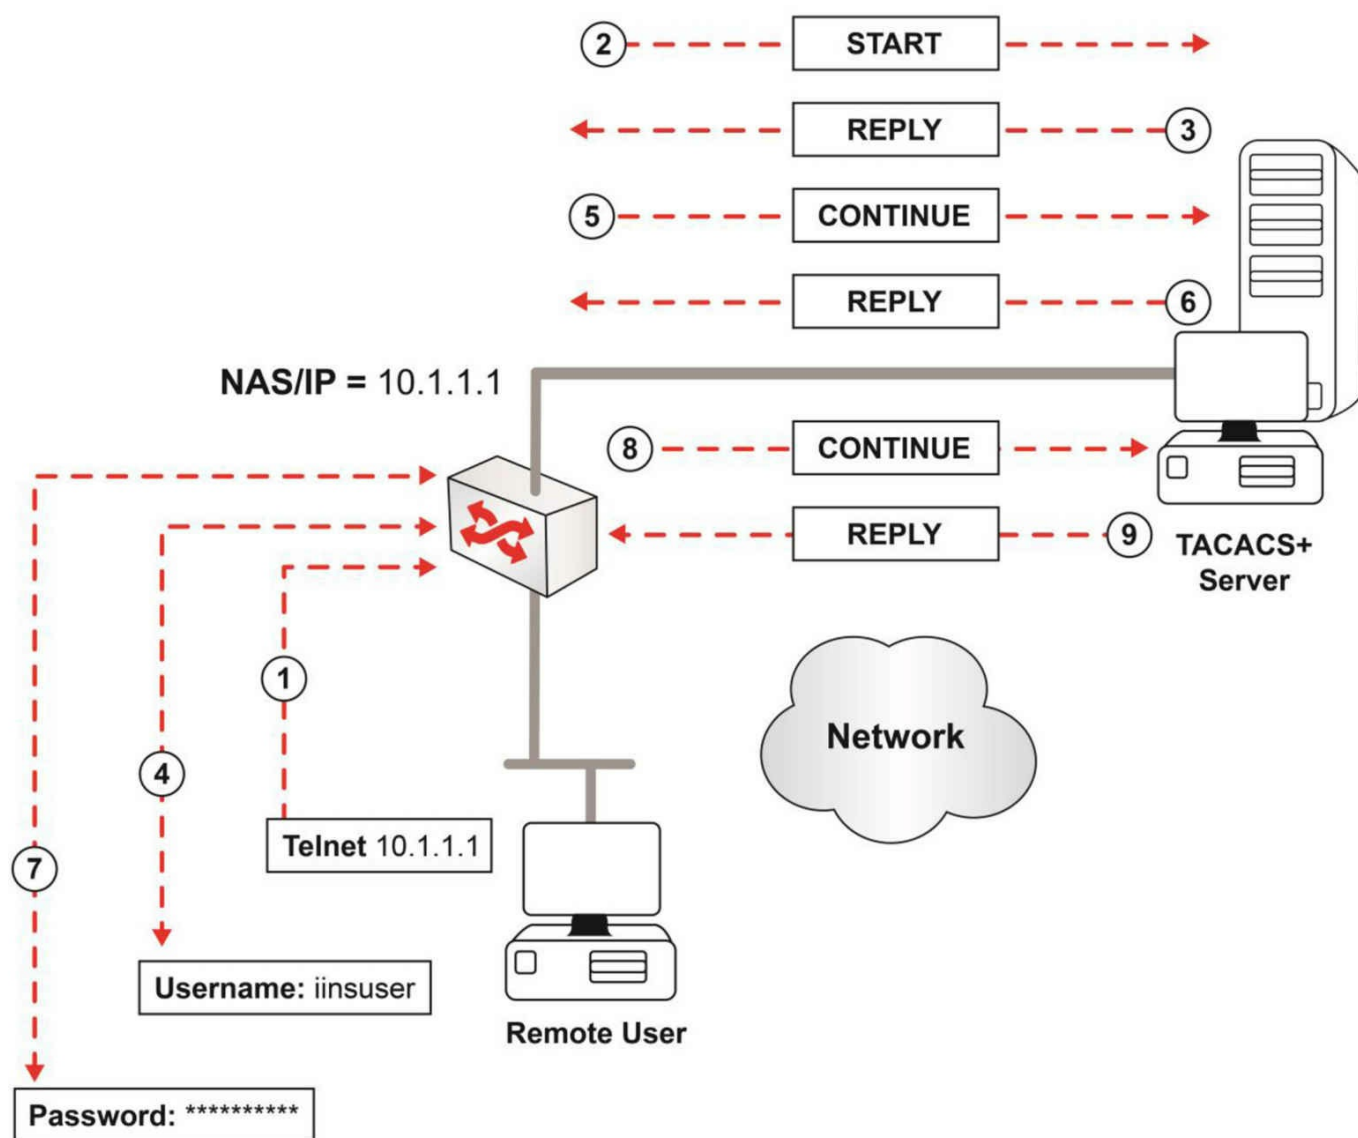 2
START
REPLY
3
5
CONTINUE
REPLY
6
NAS/IP = 10.1.1.1
8
CONTINUE
REPLY
9
TACACS+
Server
1
Network
4
Telnet 10.1.1.1
7
Username: iinsuser
Remote User
Password: **********